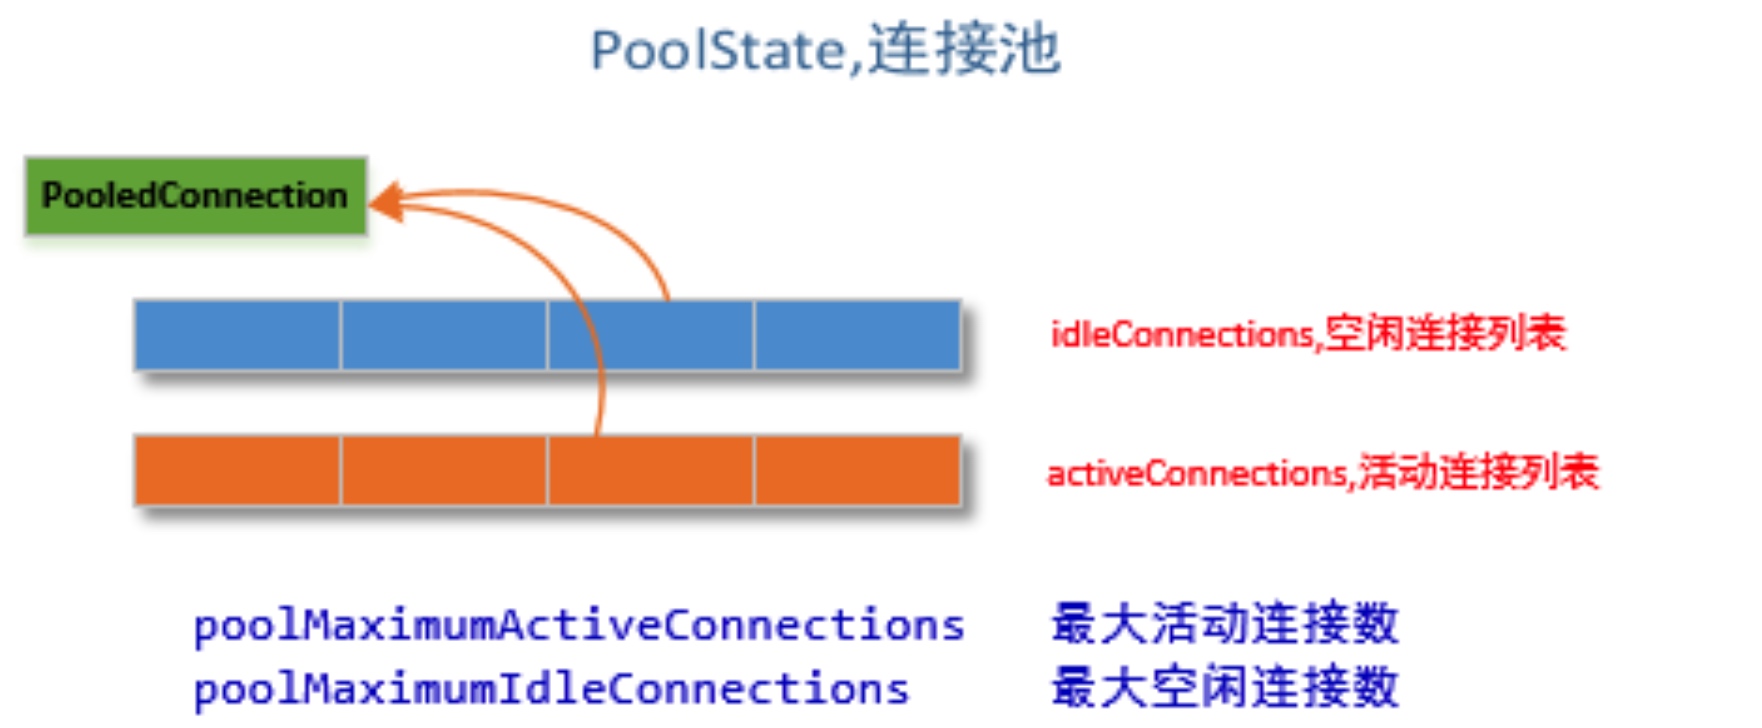 PoolState,连接池
PooledConnection
idleConnections,空闲连接列表
activeConnections,活动连接列表
poolMaximumActiveConnections 最大活动连接数
poolMaximumIdleConnections 最大空闲连接数